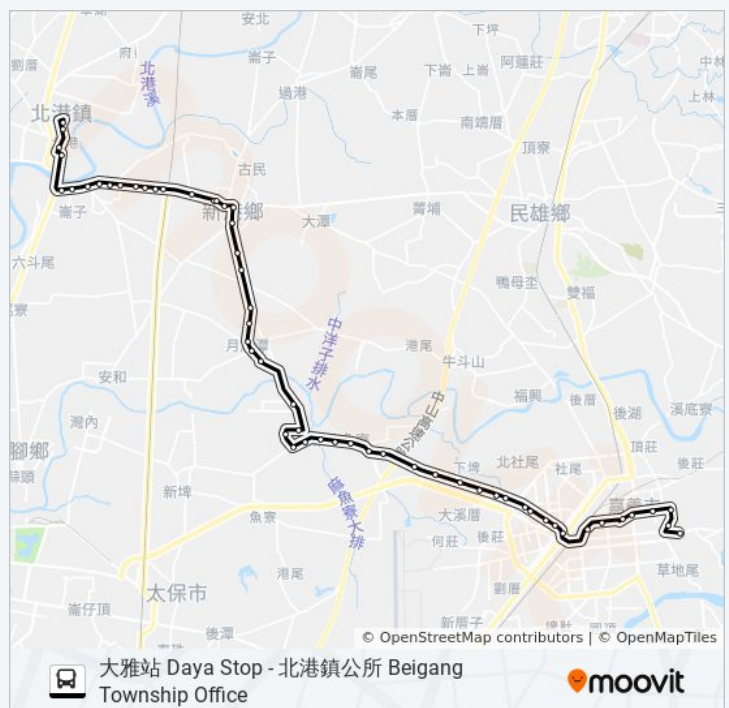 安北
下坪
劉厝
府
崙子
阿蓮莊
中林
北港溪
崙尾
下崙
上崙
過港
上林
北港鎮
本厝
南靖厝
頂寮
古民
崙子
新港鄉
大潭
菁埔
民雄鄉
六斗尾
鴨母坔
雙福
中洋子排水
港尾
牛斗山
安和
中山高速公
福興
後厝
灣內
後湖
溪底寮
腳鄉
蒜頭
頂莊
下埤
北社尾
社尾
後莊
新埤
嘉義市
麻魚寮大排
魚寮
大溪厝
何莊
後莊
港尾
草地尾
太保市
劉厝
崙仔頂
後潭
新厝子
埤肚
© OpenStreetMap contributors | © OpenMapTiles
大雅站 Daya Stop - 北港鎮公所 Beigang
Township Office
moovit